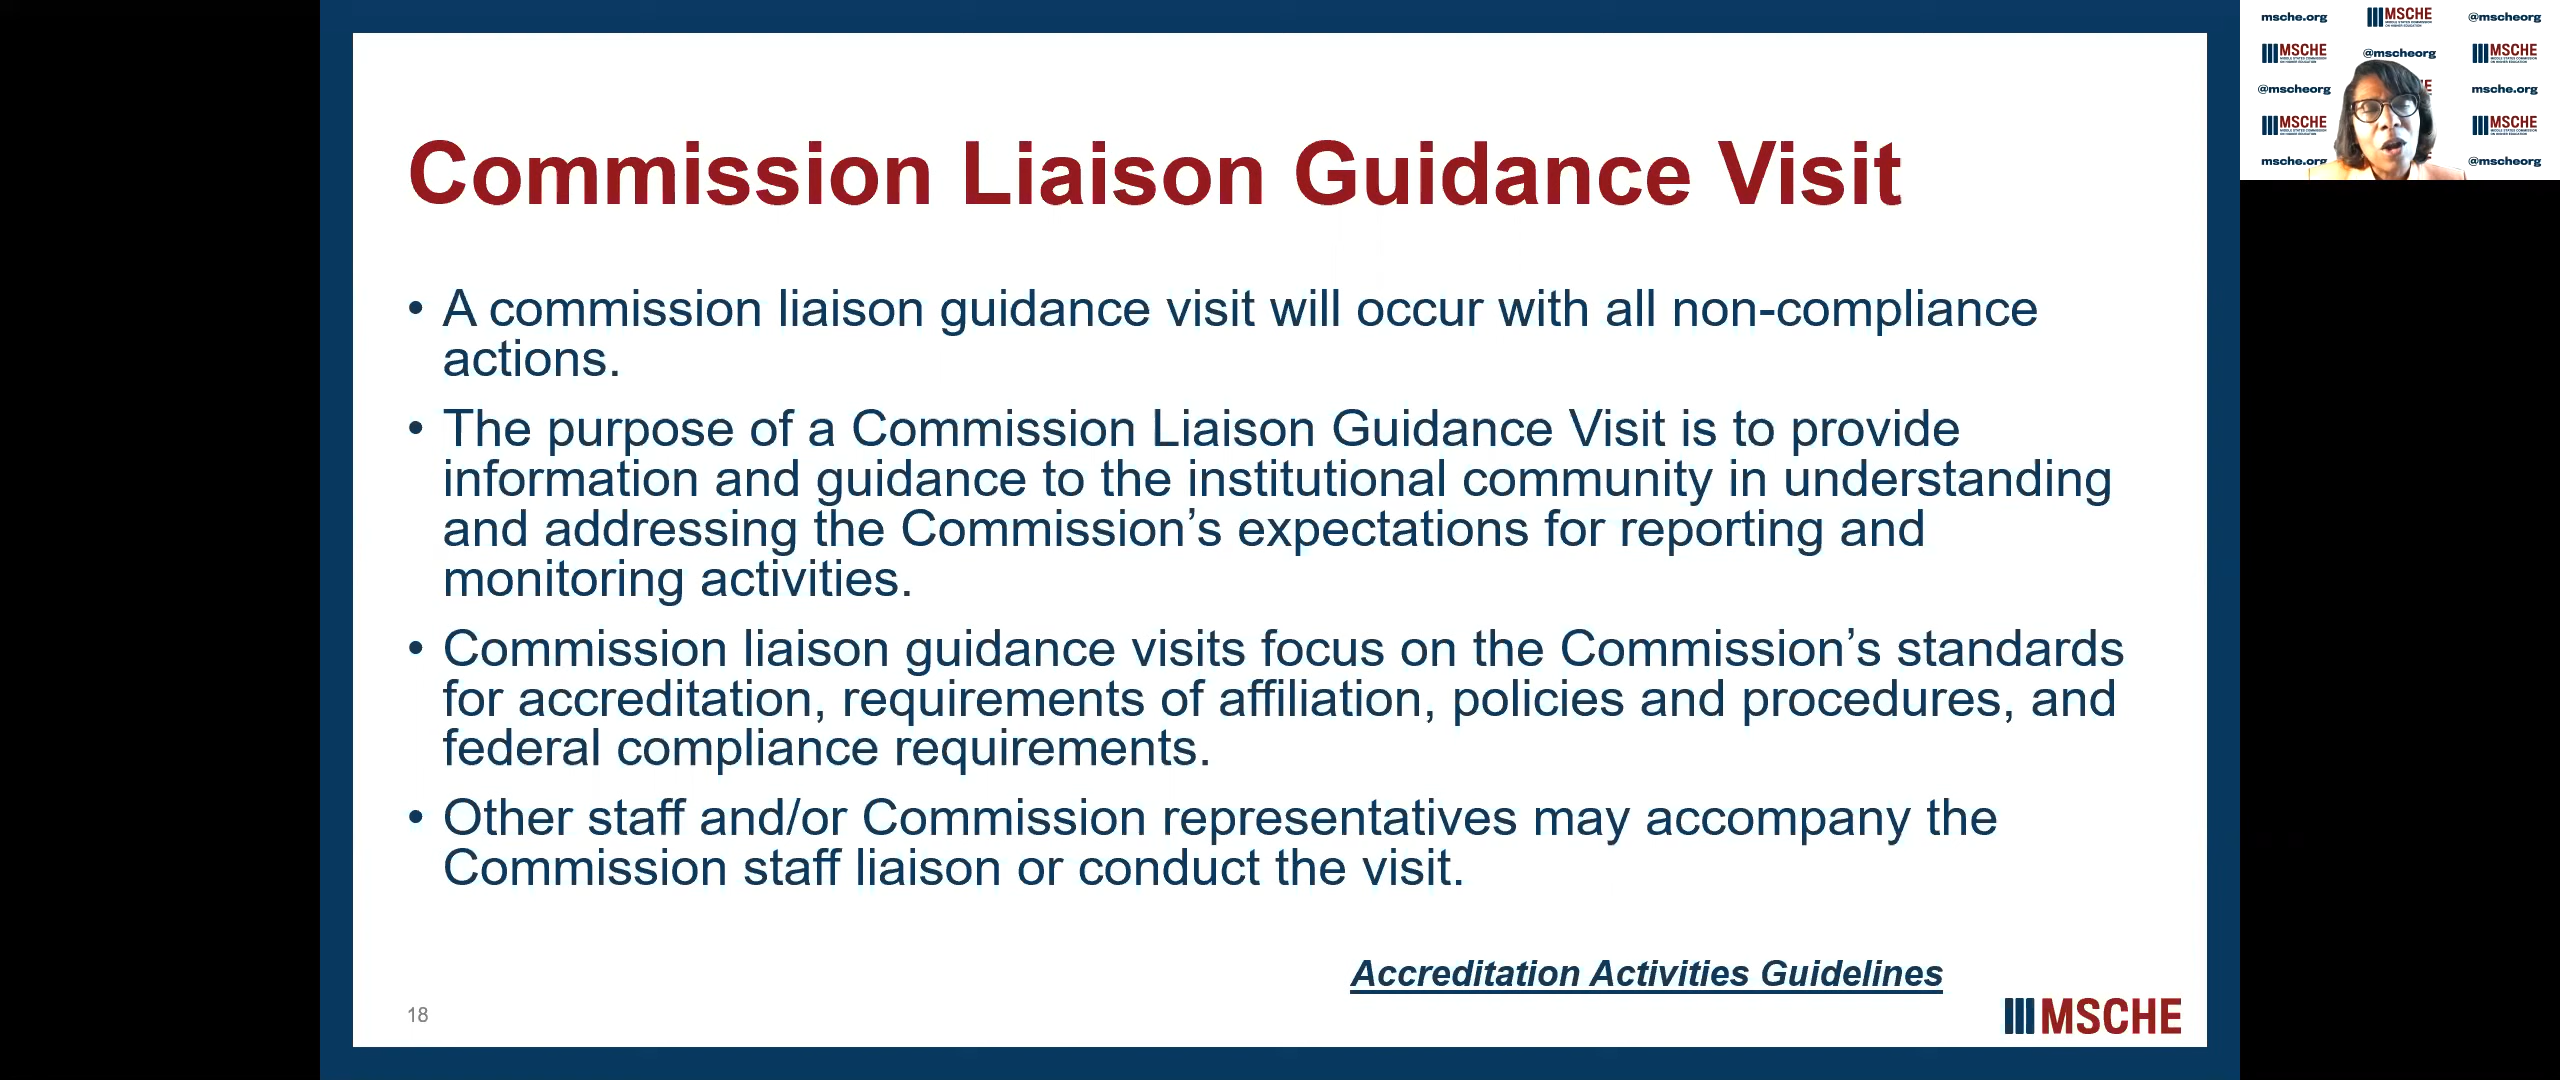 Commission Liaison Guidance Visit
• A commission liaison guidance visit will occur with all non-compliance
actions.
• The purpose of a Commission Liaison Guidance Visit is to provide
information and guidance to the institutional community in understanding
and addressing the Commission’s expectations for reporting and
monitoring activities.
• Commission liaison guidance visits focus on the Commission’s standards
for accreditation, requirements of affiliation, policies and procedures, and
federal compliance requirements.
• Other staff and/or Commission representatives may accompany the
Commission staff liaison or conduct the visit.
Accreditation Activities Guidelines
18
MSCHE
msche.org MSCHE @mscheorg
MSCHE @mscheorg MSCHE
@mscheorg msche.org
MSCHE MSCHE
msche.org @mscheorg